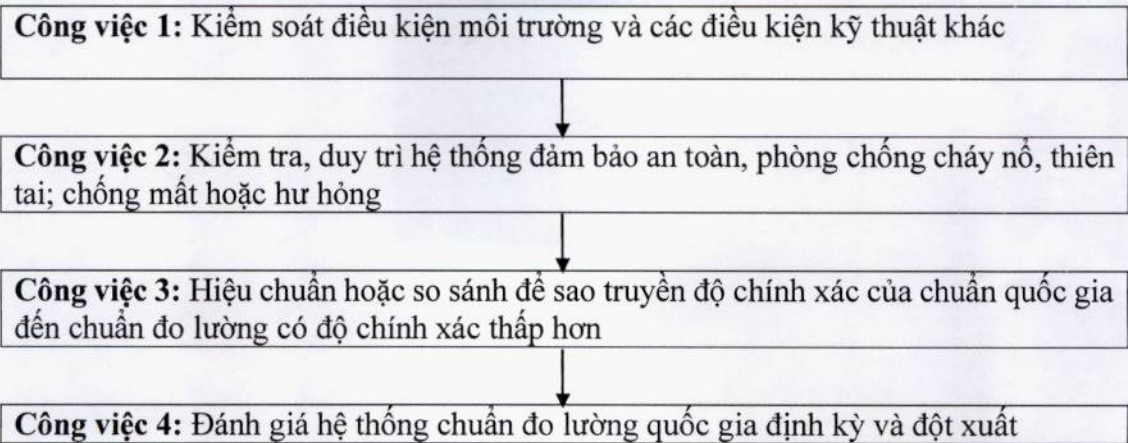 Công việc 1: Kiểm soát điều kiện môi trường và các điều kiện kỹ thuật khác
Công việc 2: Kiểm tra, duy trì hệ thống đảm bảo an toàn, phòng chống cháy nổ, thiên
tai; chống mất hoặc hư hỏng
Công việc 3: Hiệu chuẩn hoặc so sánh để sao truyền độ chính xác của chuẩn quốc gia
đến chuẩn đo lường có độ chính xác thấp hơn
Công việc 4: Đánh giá hệ thống chuẩn đo lường quốc gia định kỳ và đột xuất